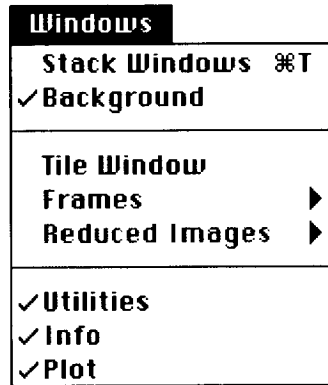 Windows
Stack Windows ⌘T
✓Background
Tile Window
Frames ▶
Reduced Images ▶
✓Utilities
✓Info
✓Plot